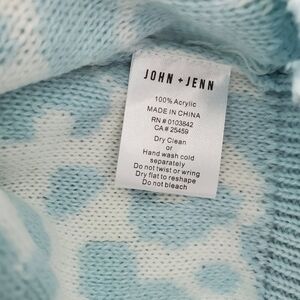 JOHN + JENN
100% Acrylic
MADE IN CHINA
RN # 0103842
CA # 25459
Dry Clean
or
Hand wash cold
separately
Do not twist or wring
Dry flat to reshape
Do not bleach